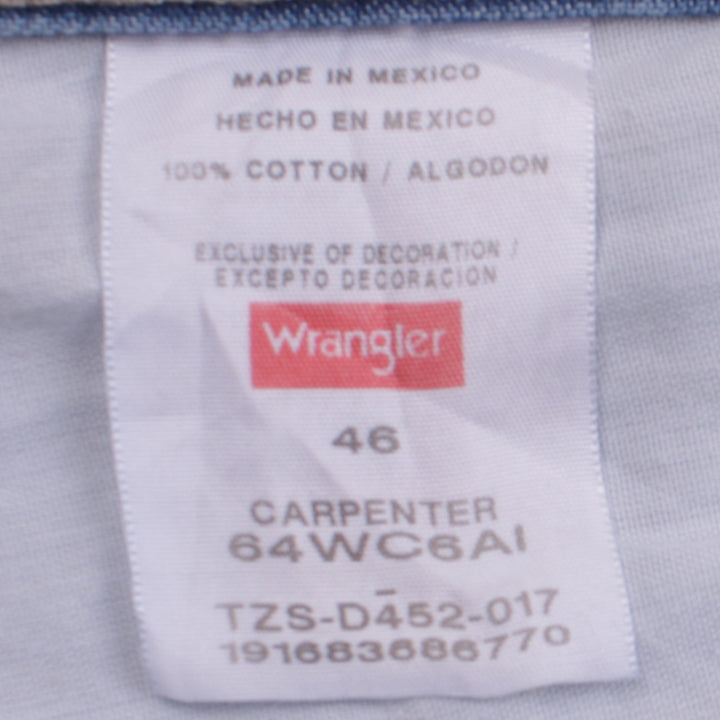 MADE IN MEXICO
HECHO EN MEXICO
100% COTTON / ALGODON
EXCLUSIVE OF DECORATION /
EXCEPTO DECORACION
Wrangler
46
CARPENTER
64WC6AI
TZS-D452-017
191683686770